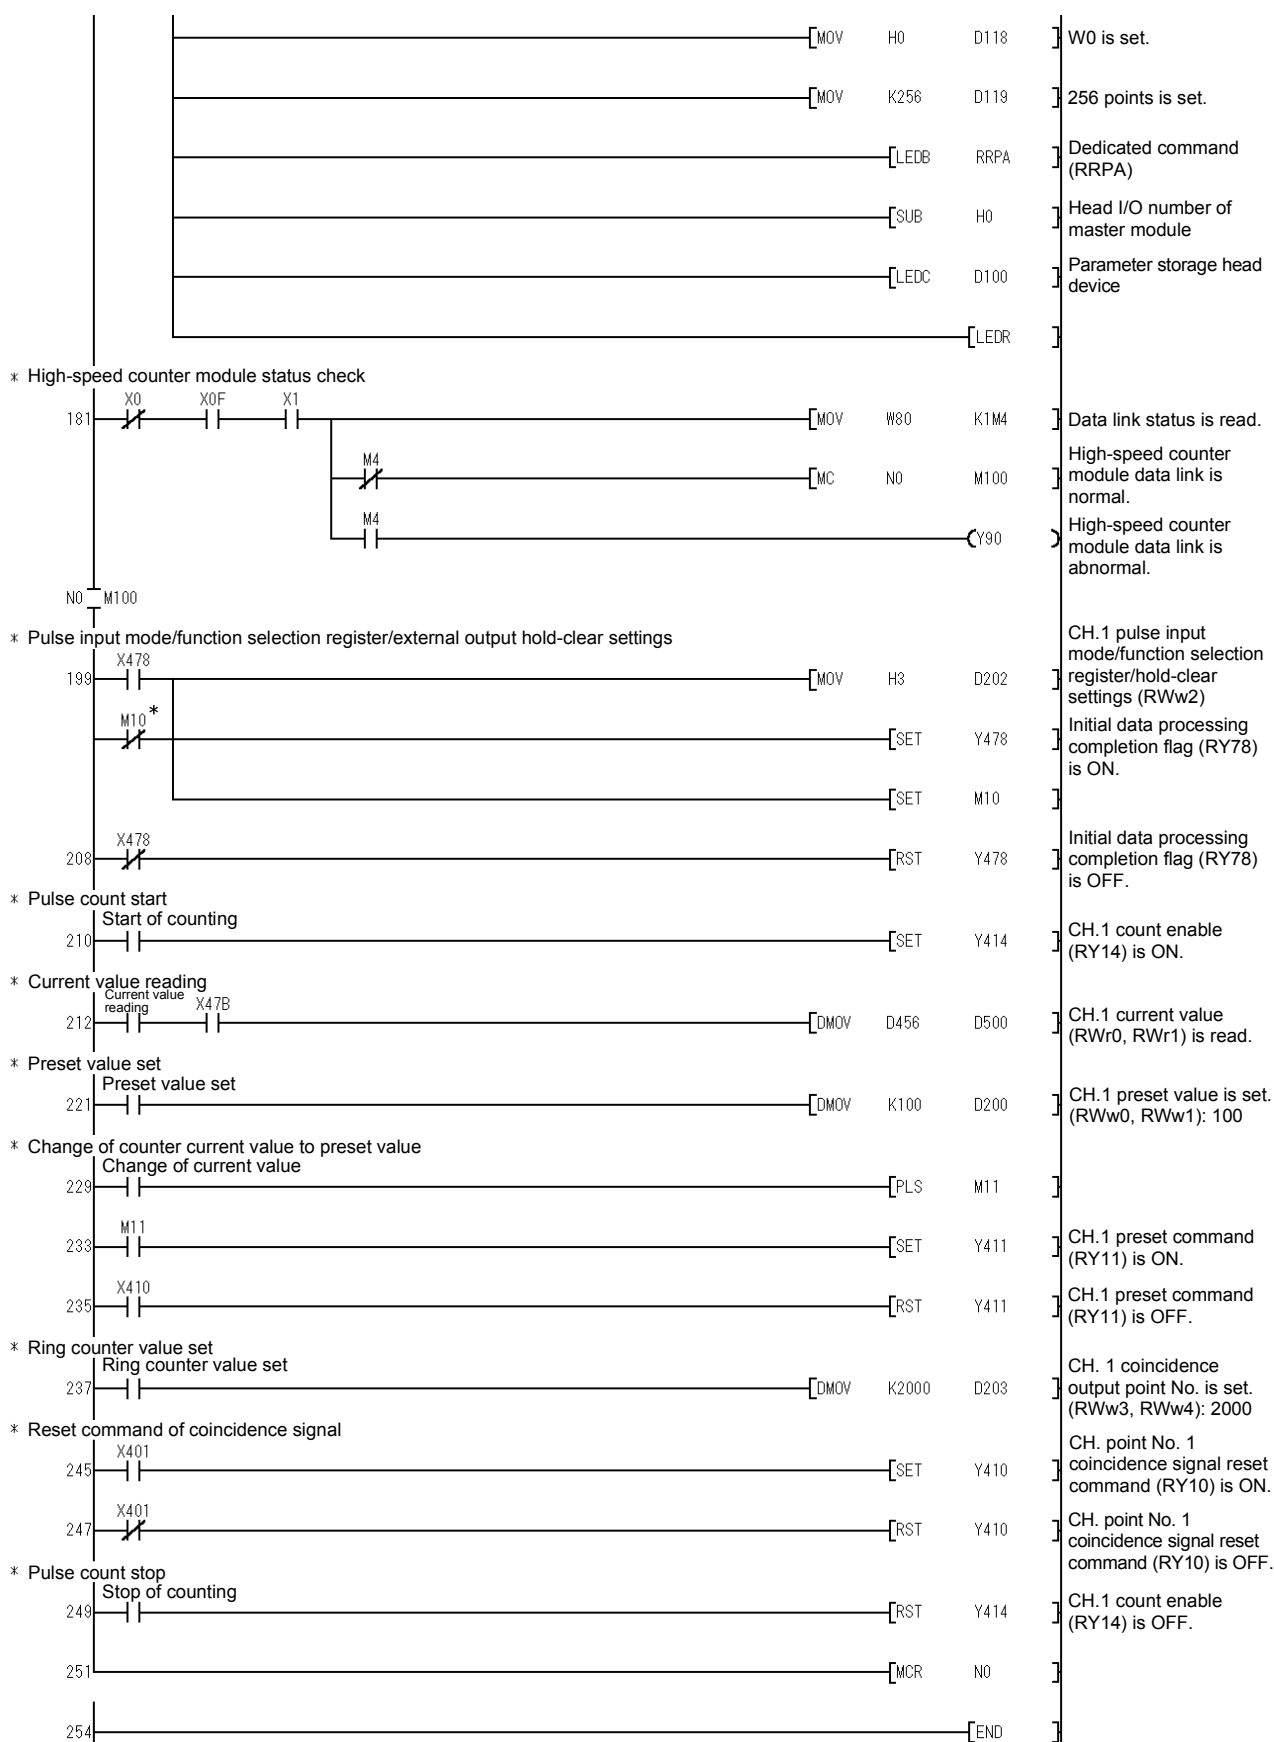 MOV H0 D118 W0 is set.
MOV K256 D119 256 points is set.
LEDB RRPA Dedicated command
(RRPA)
SUB H0 Head I/O number of
master module
LEDC D100 Parameter storage head
device
LEDR
* High-speed counter module status check
X0 X0F X1
181 MOV W80 K1M4 Data link status is read.
M4 MC N0 M100 High-speed counter
module data link is
normal.
M4 Y90 High-speed counter
module data link is
abnormal.
N0 M100
* Pulse input mode/function selection register/external output hold-clear settings
X478
199 MOV H3 D202 CH.1 pulse input
mode/function selection
register/hold-clear
settings (RWw2)
M10 *
SET Y478 Initial data processing
completion flag (RY78)
is ON.
SET M10
X478
208 RST Y478 Initial data processing
completion flag (RY78)
is OFF.
* Pulse count start
Start of counting
210 SET Y414 CH.1 count enable
(RY14) is ON.
* Current value reading
Current value
reading X47B
212 DMOV D456 D500 CH.1 current value
(RWr0, RWr1) is read.
* Preset value set
Preset value set
221 DMOV K100 D200 CH.1 preset value is set.
(RWw0, RWw1): 100
* Change of counter current value to preset value
Change of current value
229 PLS M11
M11
233 SET Y411 CH.1 preset command
(RY11) is ON.
X410
235 RST Y411 CH.1 preset command
(RY11) is OFF.
* Ring counter value set
Ring counter value set
237 DMOV K2000 D203 CH. 1 coincidence
output point No. is set.
(RWw3, RWw4): 2000
* Reset command of coincidence signal
X401
245 SET Y410 CH. point No. 1
coincidence signal reset
command (RY10) is ON.
X401
247 RST Y410 CH. point No. 1
coincidence signal reset
command (RY10) is OFF.
* Pulse count stop
Stop of counting
249 RST Y414 CH.1 count enable
(RY14) is OFF.
251 MCR N0
254 END